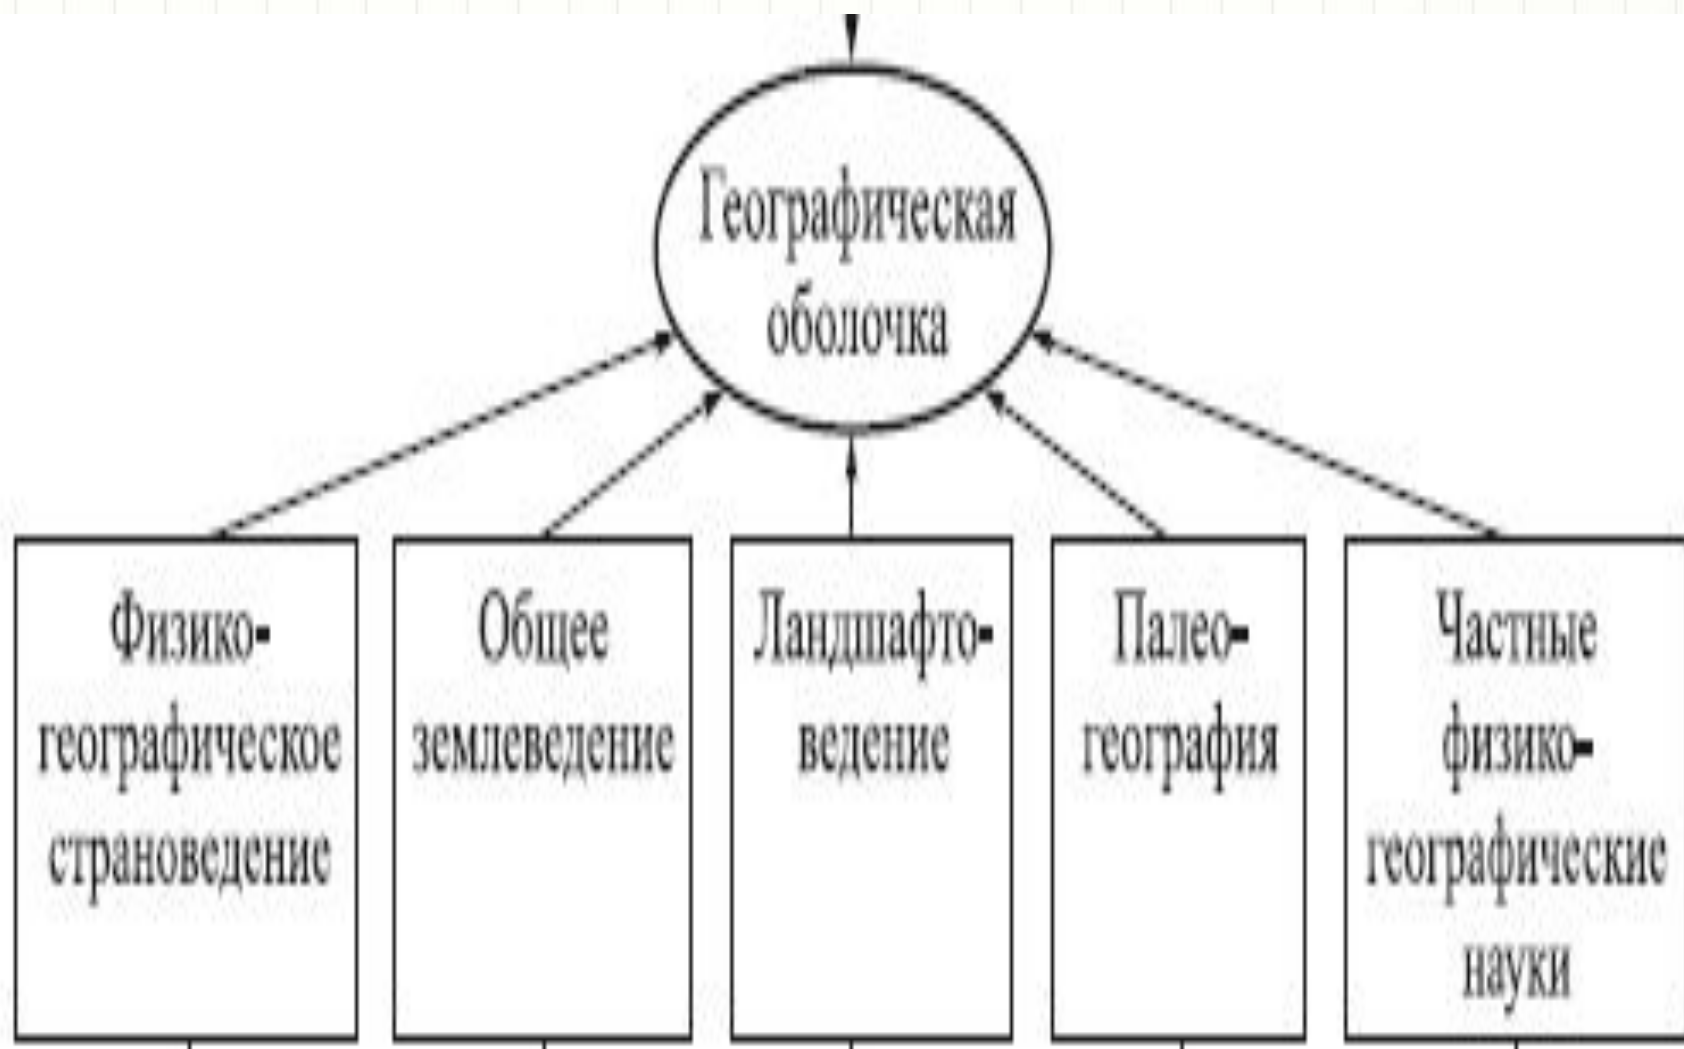 Географическая
оболочка
Физико-
географическое
страноведение
Общее
землеведение
Ландшафто-
ведение
Палео-
география
Частные
физико-
географические
науки